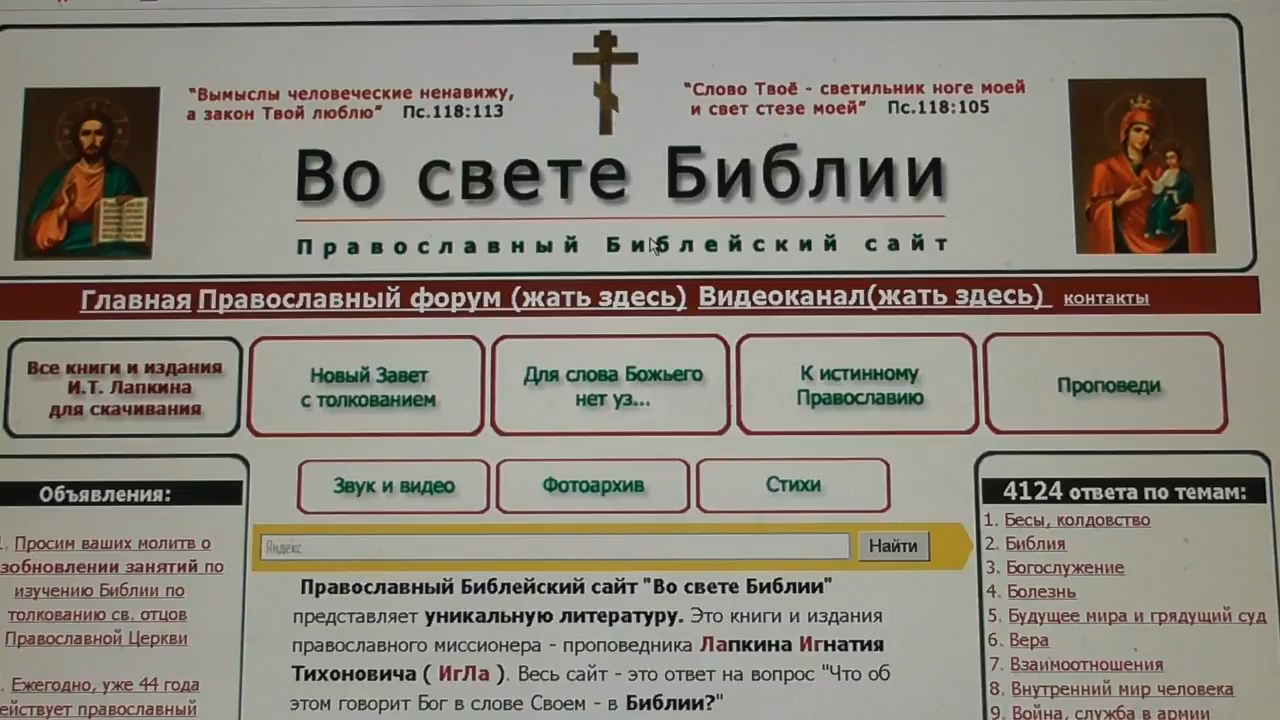 "Вымыслы человеческие ненавижу,
а закон Твой люблю" Пс.118:113
"Слово Твоё - светильник ноге моей
и свет стезе моей" Пс.118:105
Во свете Библии
Православный Библейский сайт
Главная Православный форум (жать здесь) Видеоканал(жать здесь) контакты
Все книги и издания
И.Т. Лапкина
для скачивания
Новый Завет
с толкованием
Для слова Божьего
нет уз...
К истинному
Православию
Проповеди
Звук и видео
Фотоархив
Стихи
Объявления:
Просим ваших молитв о
зобновлении занятий по
изучению Библии по
толкованию св. отцов
Православной Церкви
Ежегодно, уже 44 года
ействует православный
Яндекс
Найти
Православный Библейский сайт "Во свете Библии"
представляет уникальную литературу. Это книги и издания
православного миссионера - проповедника Лапкина Игнатия
Тихоновича ( ИгЛа ). Весь сайт - это ответ на вопрос "Что об
этом говорит Бог в слове Своем - в Библии?"
4124 ответа по темам:
1. Бесы, колдовство
2. Библия
3. Богослужение
4. Болезнь
5. Будущее мира и грядущий суд
6. Вера
7. Взаимоотношения
8. Внутренний мир человека
9. Война, служба в армии